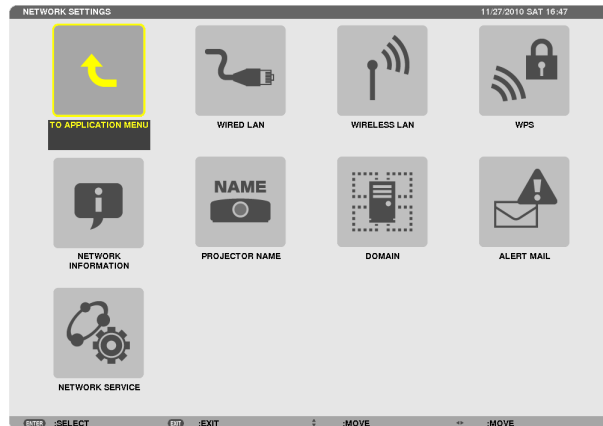 NETWORK SETTINGS 11/27/2010 SAT 16:47
TO APPLICATION MENU
WIRED LAN
WIRELESS LAN
WPS
NETWORK
INFORMATION
NAME
PROJECTOR NAME
DOMAIN
ALERT MAIL
NETWORK SERVICE
ENTER :SELECT EXIT :EXIT :MOVE :MOVE